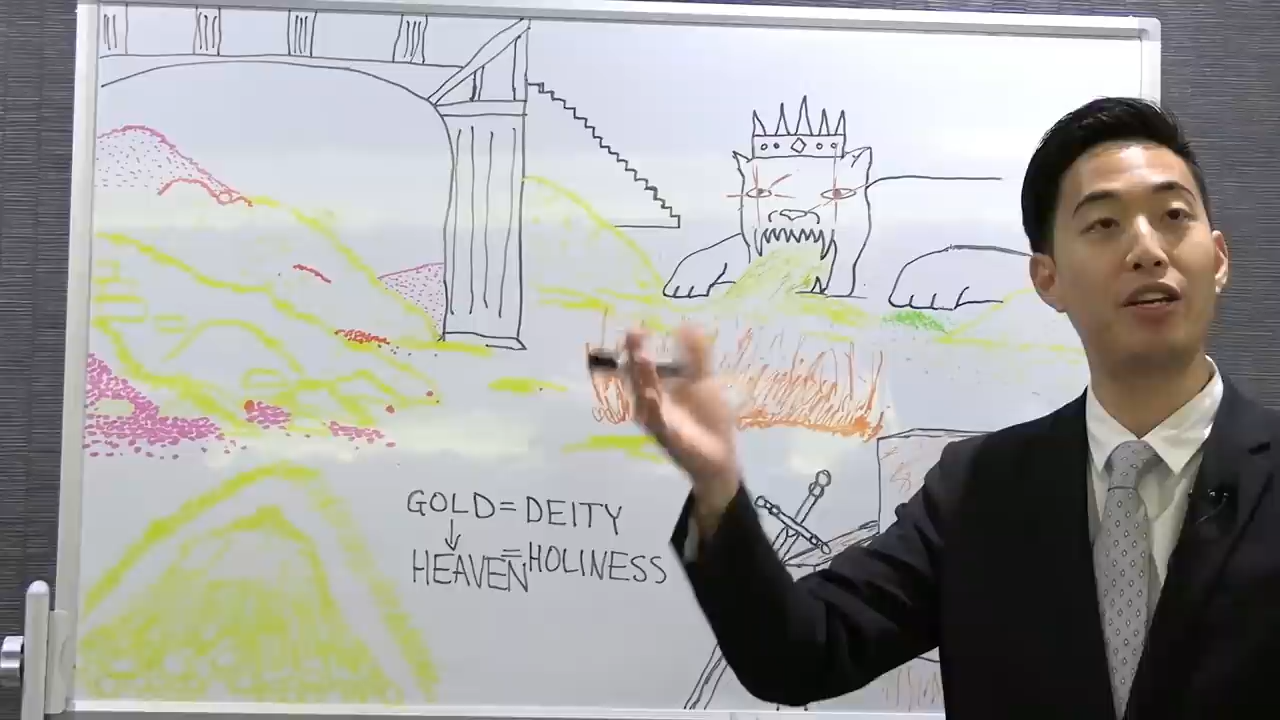 GOLD = DEITY
HEAVEN = HOLINESS